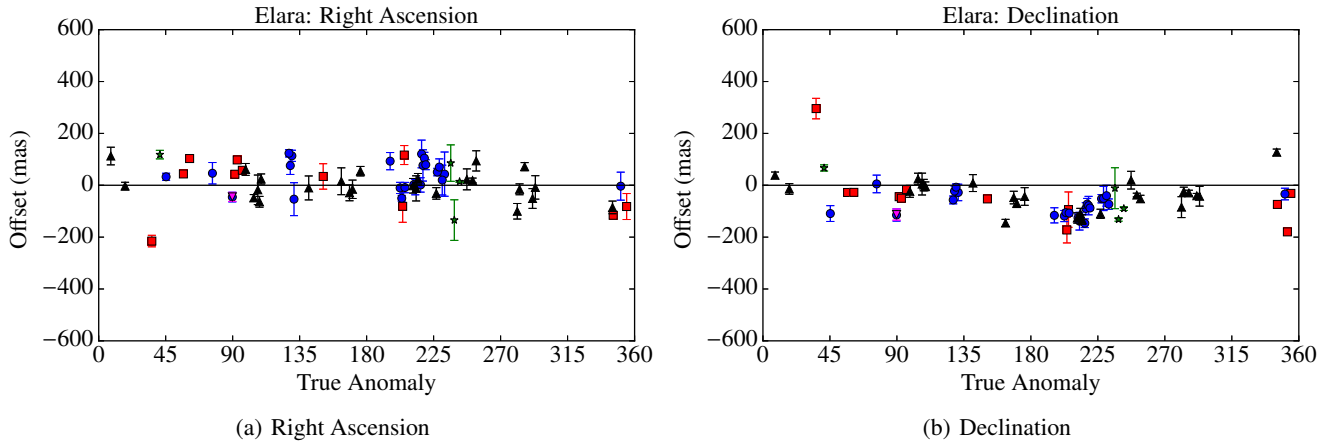 Elara: Right Ascension
600
400
200
0
−200
−400
−600
Offset (mas)
0 45 90 135 180 225 270 315 360
True Anomaly
(a) Right Ascension
Elara: Declination
600
400
200
0
−200
−400
−600
Offset (mas)
0 45 90 135 180 225 270 315 360
True Anomaly
(b) Declination